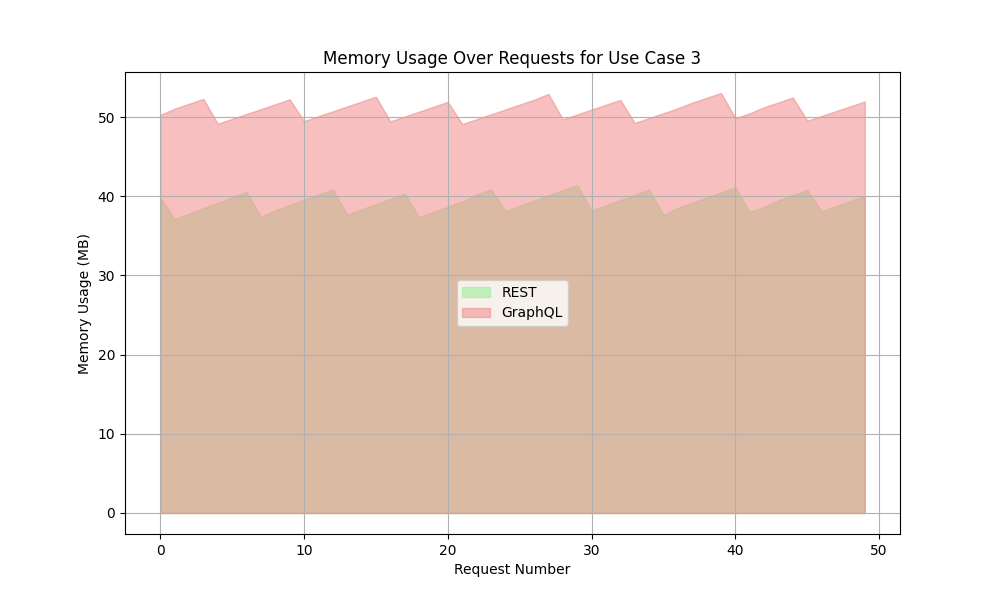 Memory Usage Over Requests for Use Case 3
Memory Usage (MB)
50
40
30
20
10
0
REST
GraphQL
0 10 20 30 40 50
Request Number